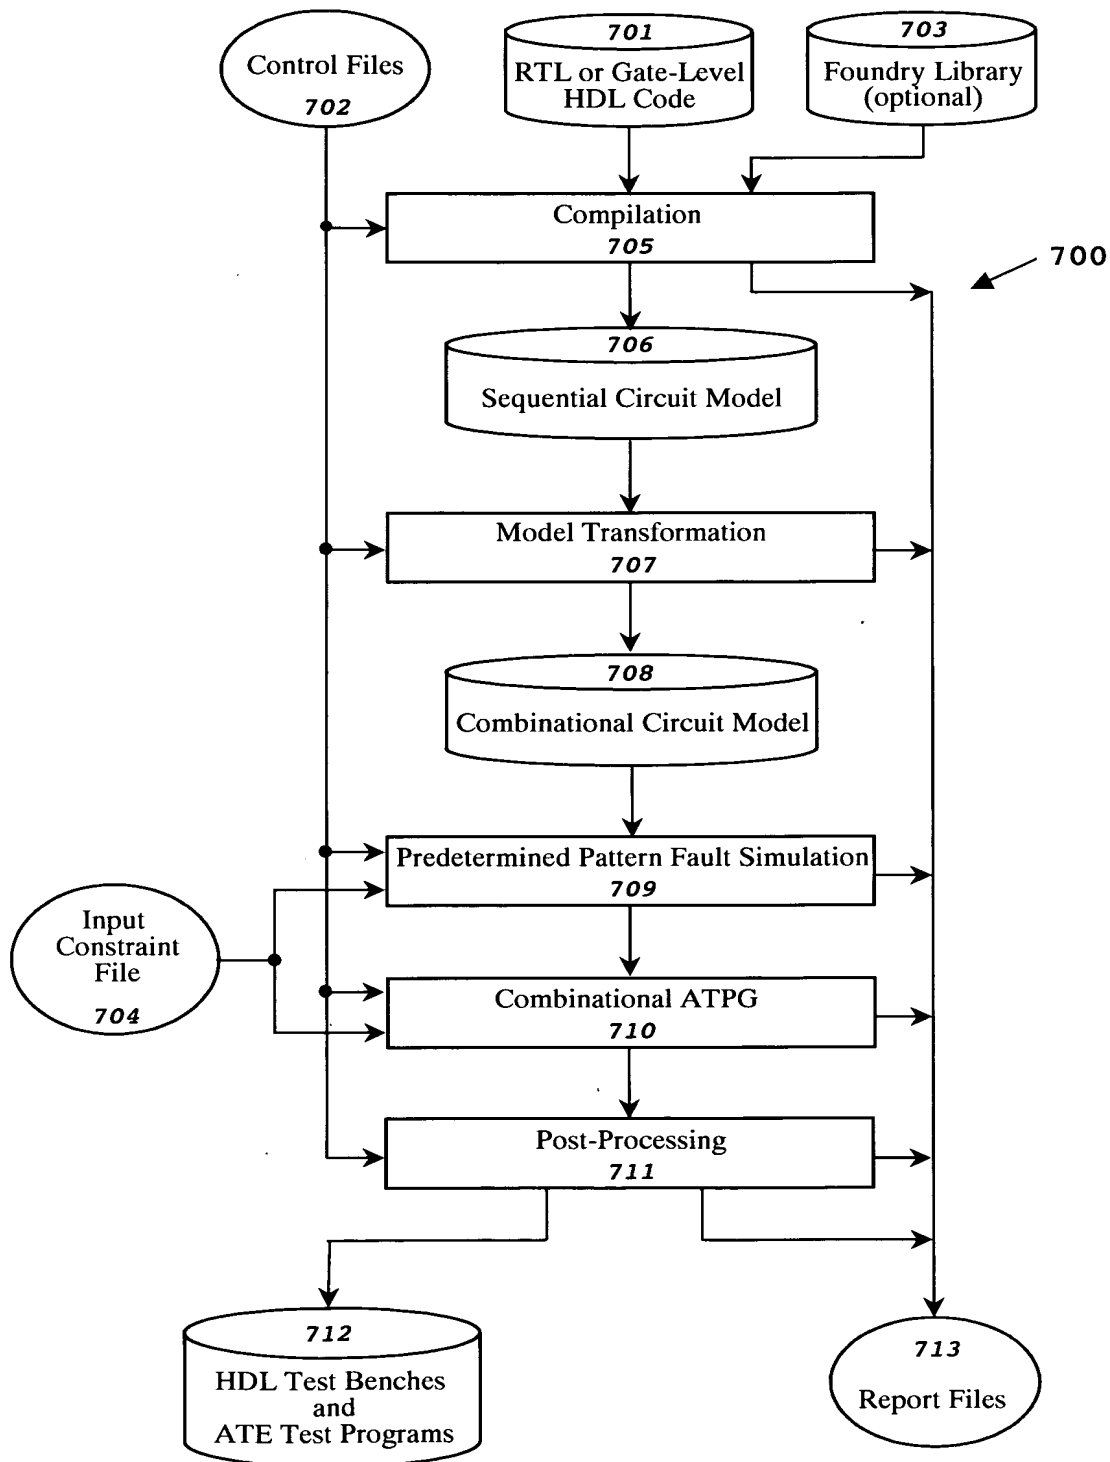 Control Files
702
701
RTL or Gate-Level
HDL Code
703
Foundry Library
(optional)
Compilation
705
700
706
Sequential Circuit Model
Model Transformation
707
708
Combinational Circuit Model
Predetermined Pattern Fault Simulation
709
Input
Constraint
File
704
Combinational ATPG
710
Post-Processing
711
712
HDL Test Benches
and
ATE Test Programs
713
Report Files